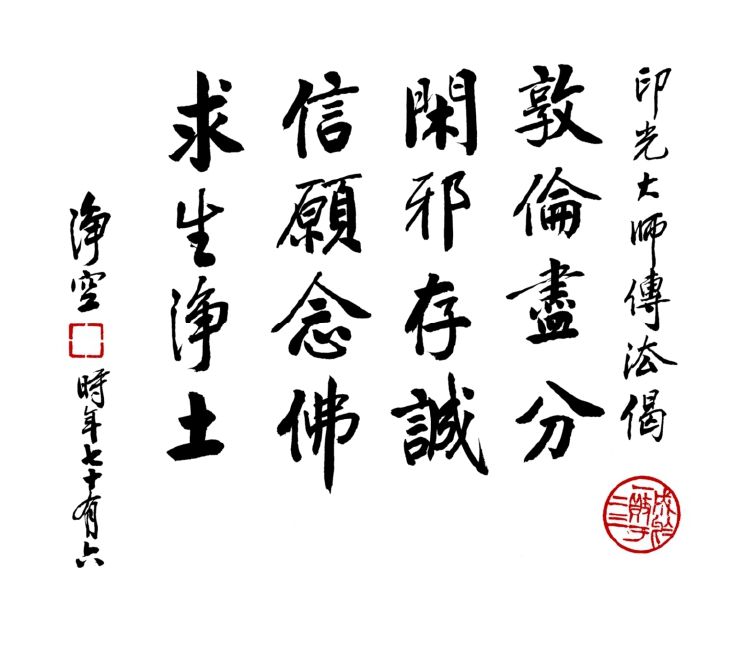 印光大師傳法偈
敦倫盡分
閑邪存誠
信願念佛
求生淨土
淨空
時年七十有六